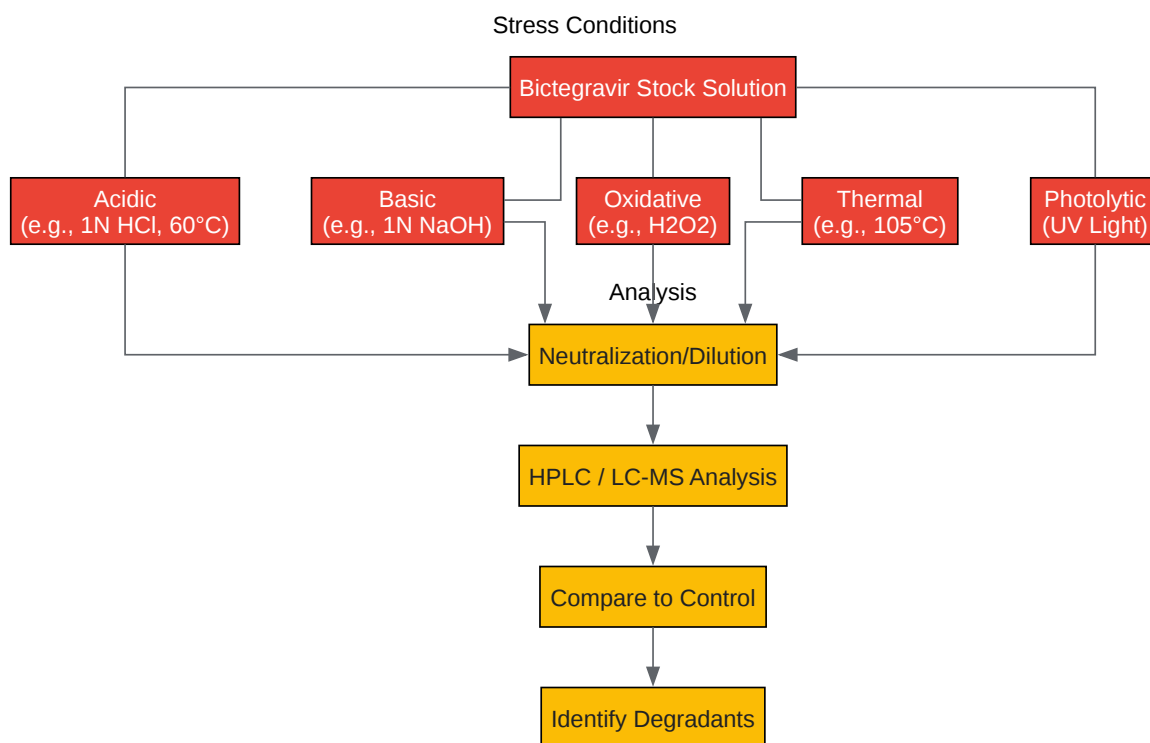 Stress Conditions
Bictegravir Stock Solution
Acidic
(e.g., 1N HCl, 60°C)
Basic
(e.g., 1N NaOH)
Oxidative
(e.g., H2O2)
Thermal
(e.g., 105°C)
Photolytic
(UV Light)
Analysis
Neutralization/Dilution
HPLC / LC-MS Analysis
Compare to Control
Identify Degradants